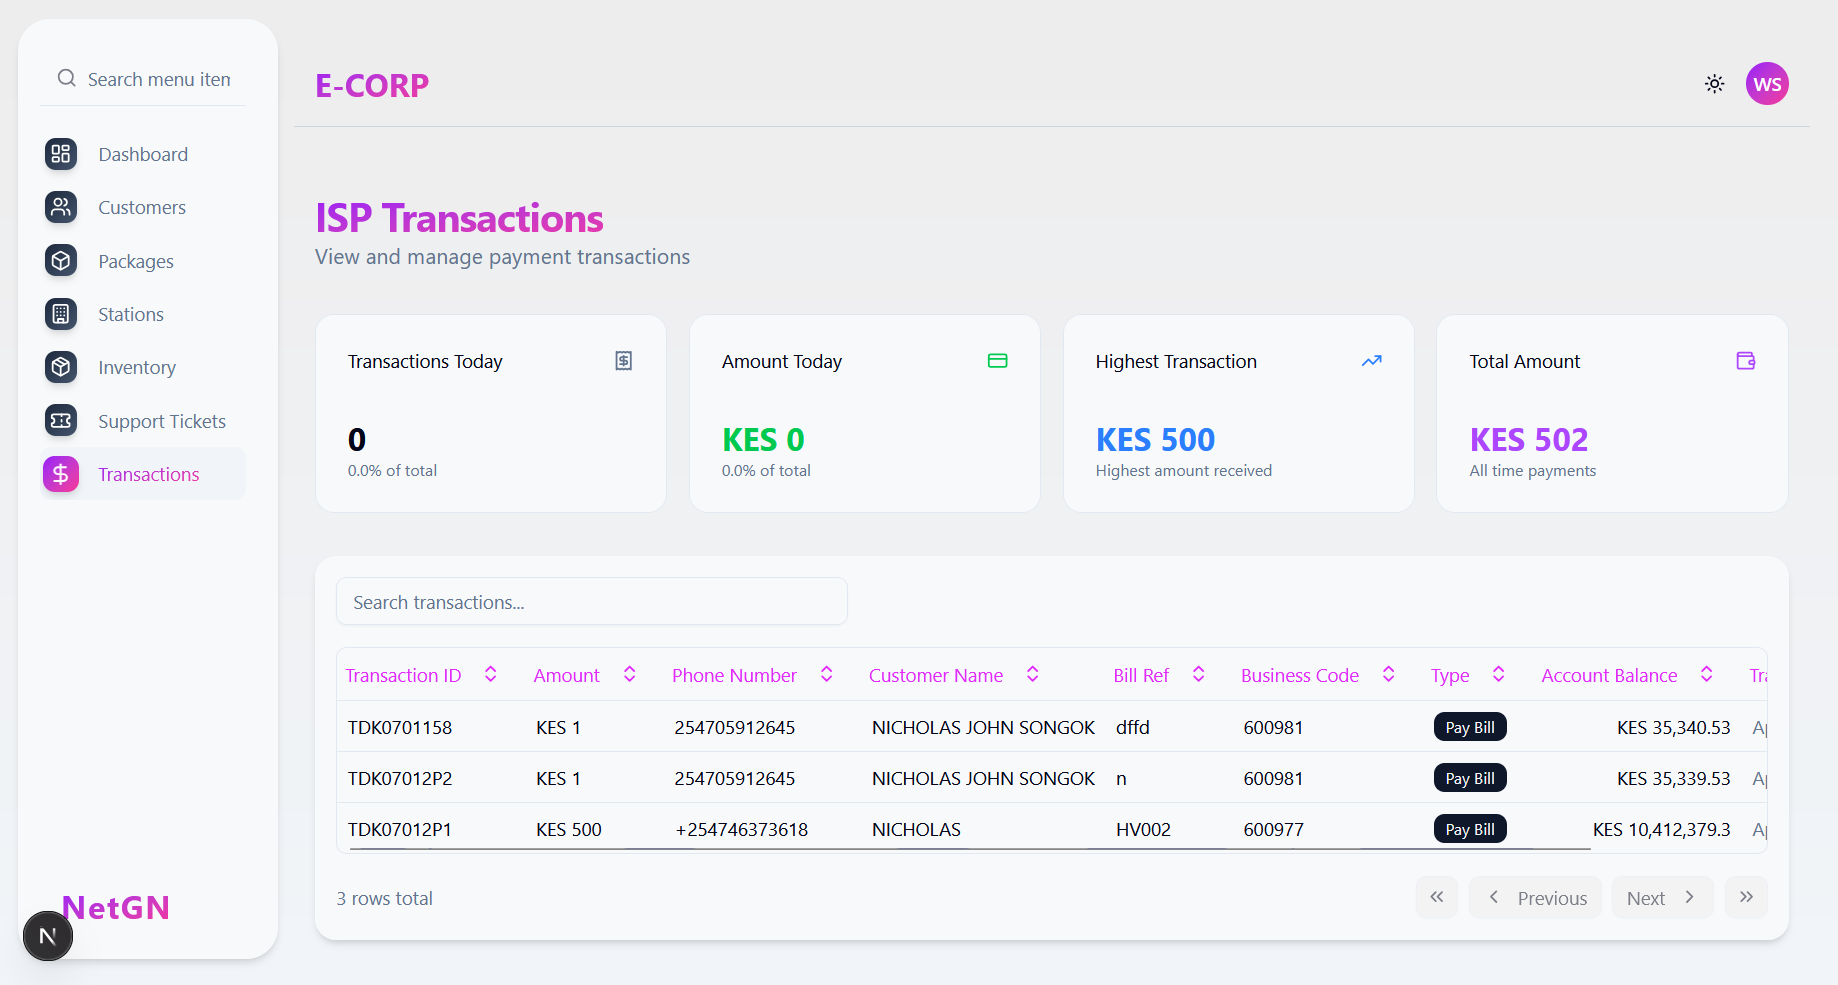 Search menu item
E-CORP
WS
Dashboard
Customers
Packages
Stations
Inventory
Support Tickets
Transactions
NetGN
N
ISP Transactions
View and manage payment transactions
Transactions Today
0
0.0% of total
Amount Today
KES 0
0.0% of total
Highest Transaction
KES 500
Highest amount received
Total Amount
KES 502
All time payments
Search transactions...
Transaction ID Amount Phone Number Customer Name Bill Ref Business Code Type Account Balance
TDK0701158 KES 1 254705912645 NICHOLAS JOHN SONGOK dffd 600981 Pay Bill KES 35,340.53
TDK07012P2 KES 1 254705912645 NICHOLAS JOHN SONGOK n 600981 Pay Bill KES 35,339.53
TDK07012P1 KES 500 +254746373618 NICHOLAS HV002 600977 Pay Bill KES 10,412,379.3
3 rows total
Previous Next